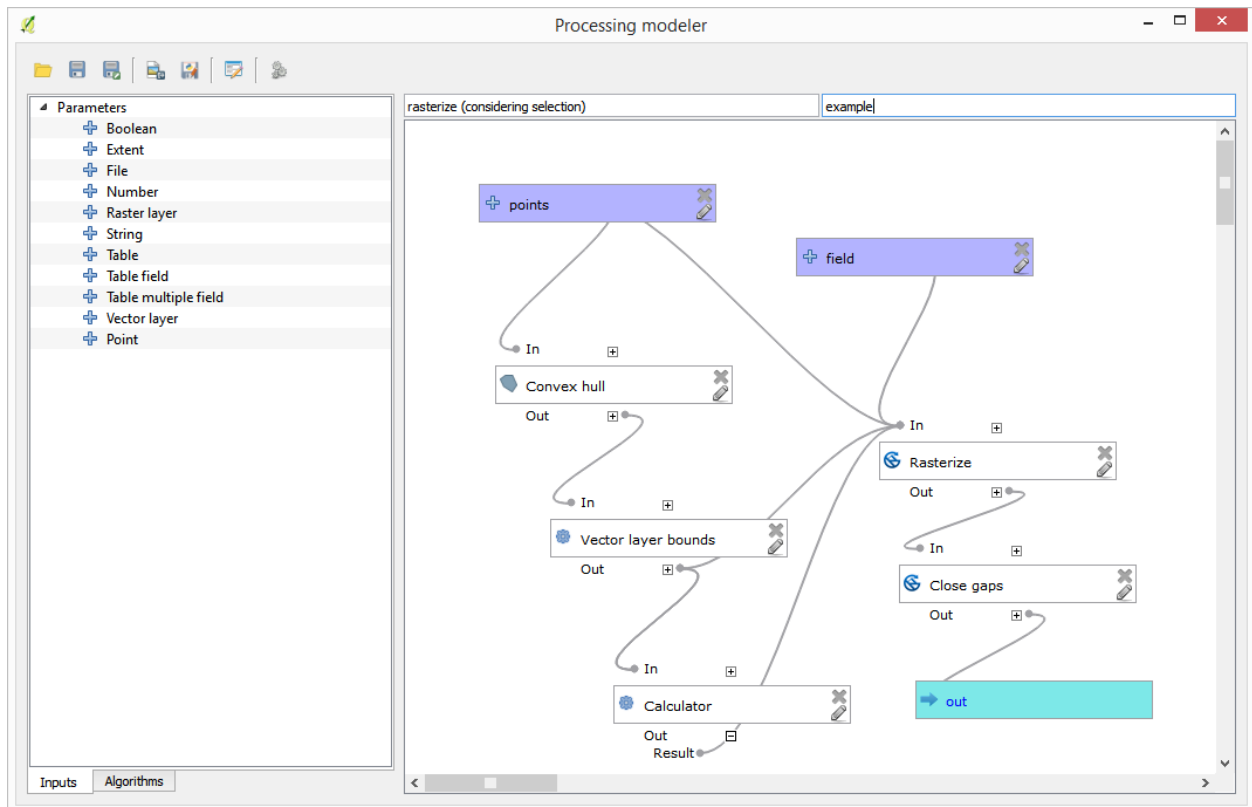 Processing modeler
Parameters
Boolean
Extent
File
Number
Raster layer
String
Table
Table field
Table multiple field
Vector layer
Point
Inputs
Algorithms
rasterize (considering selection)
example
points
field
In
Convex hull
Out
In
Vector layer bounds
Out
In
Calculator
Out
Result
In
Rasterize
Out
In
Close gaps
Out
out